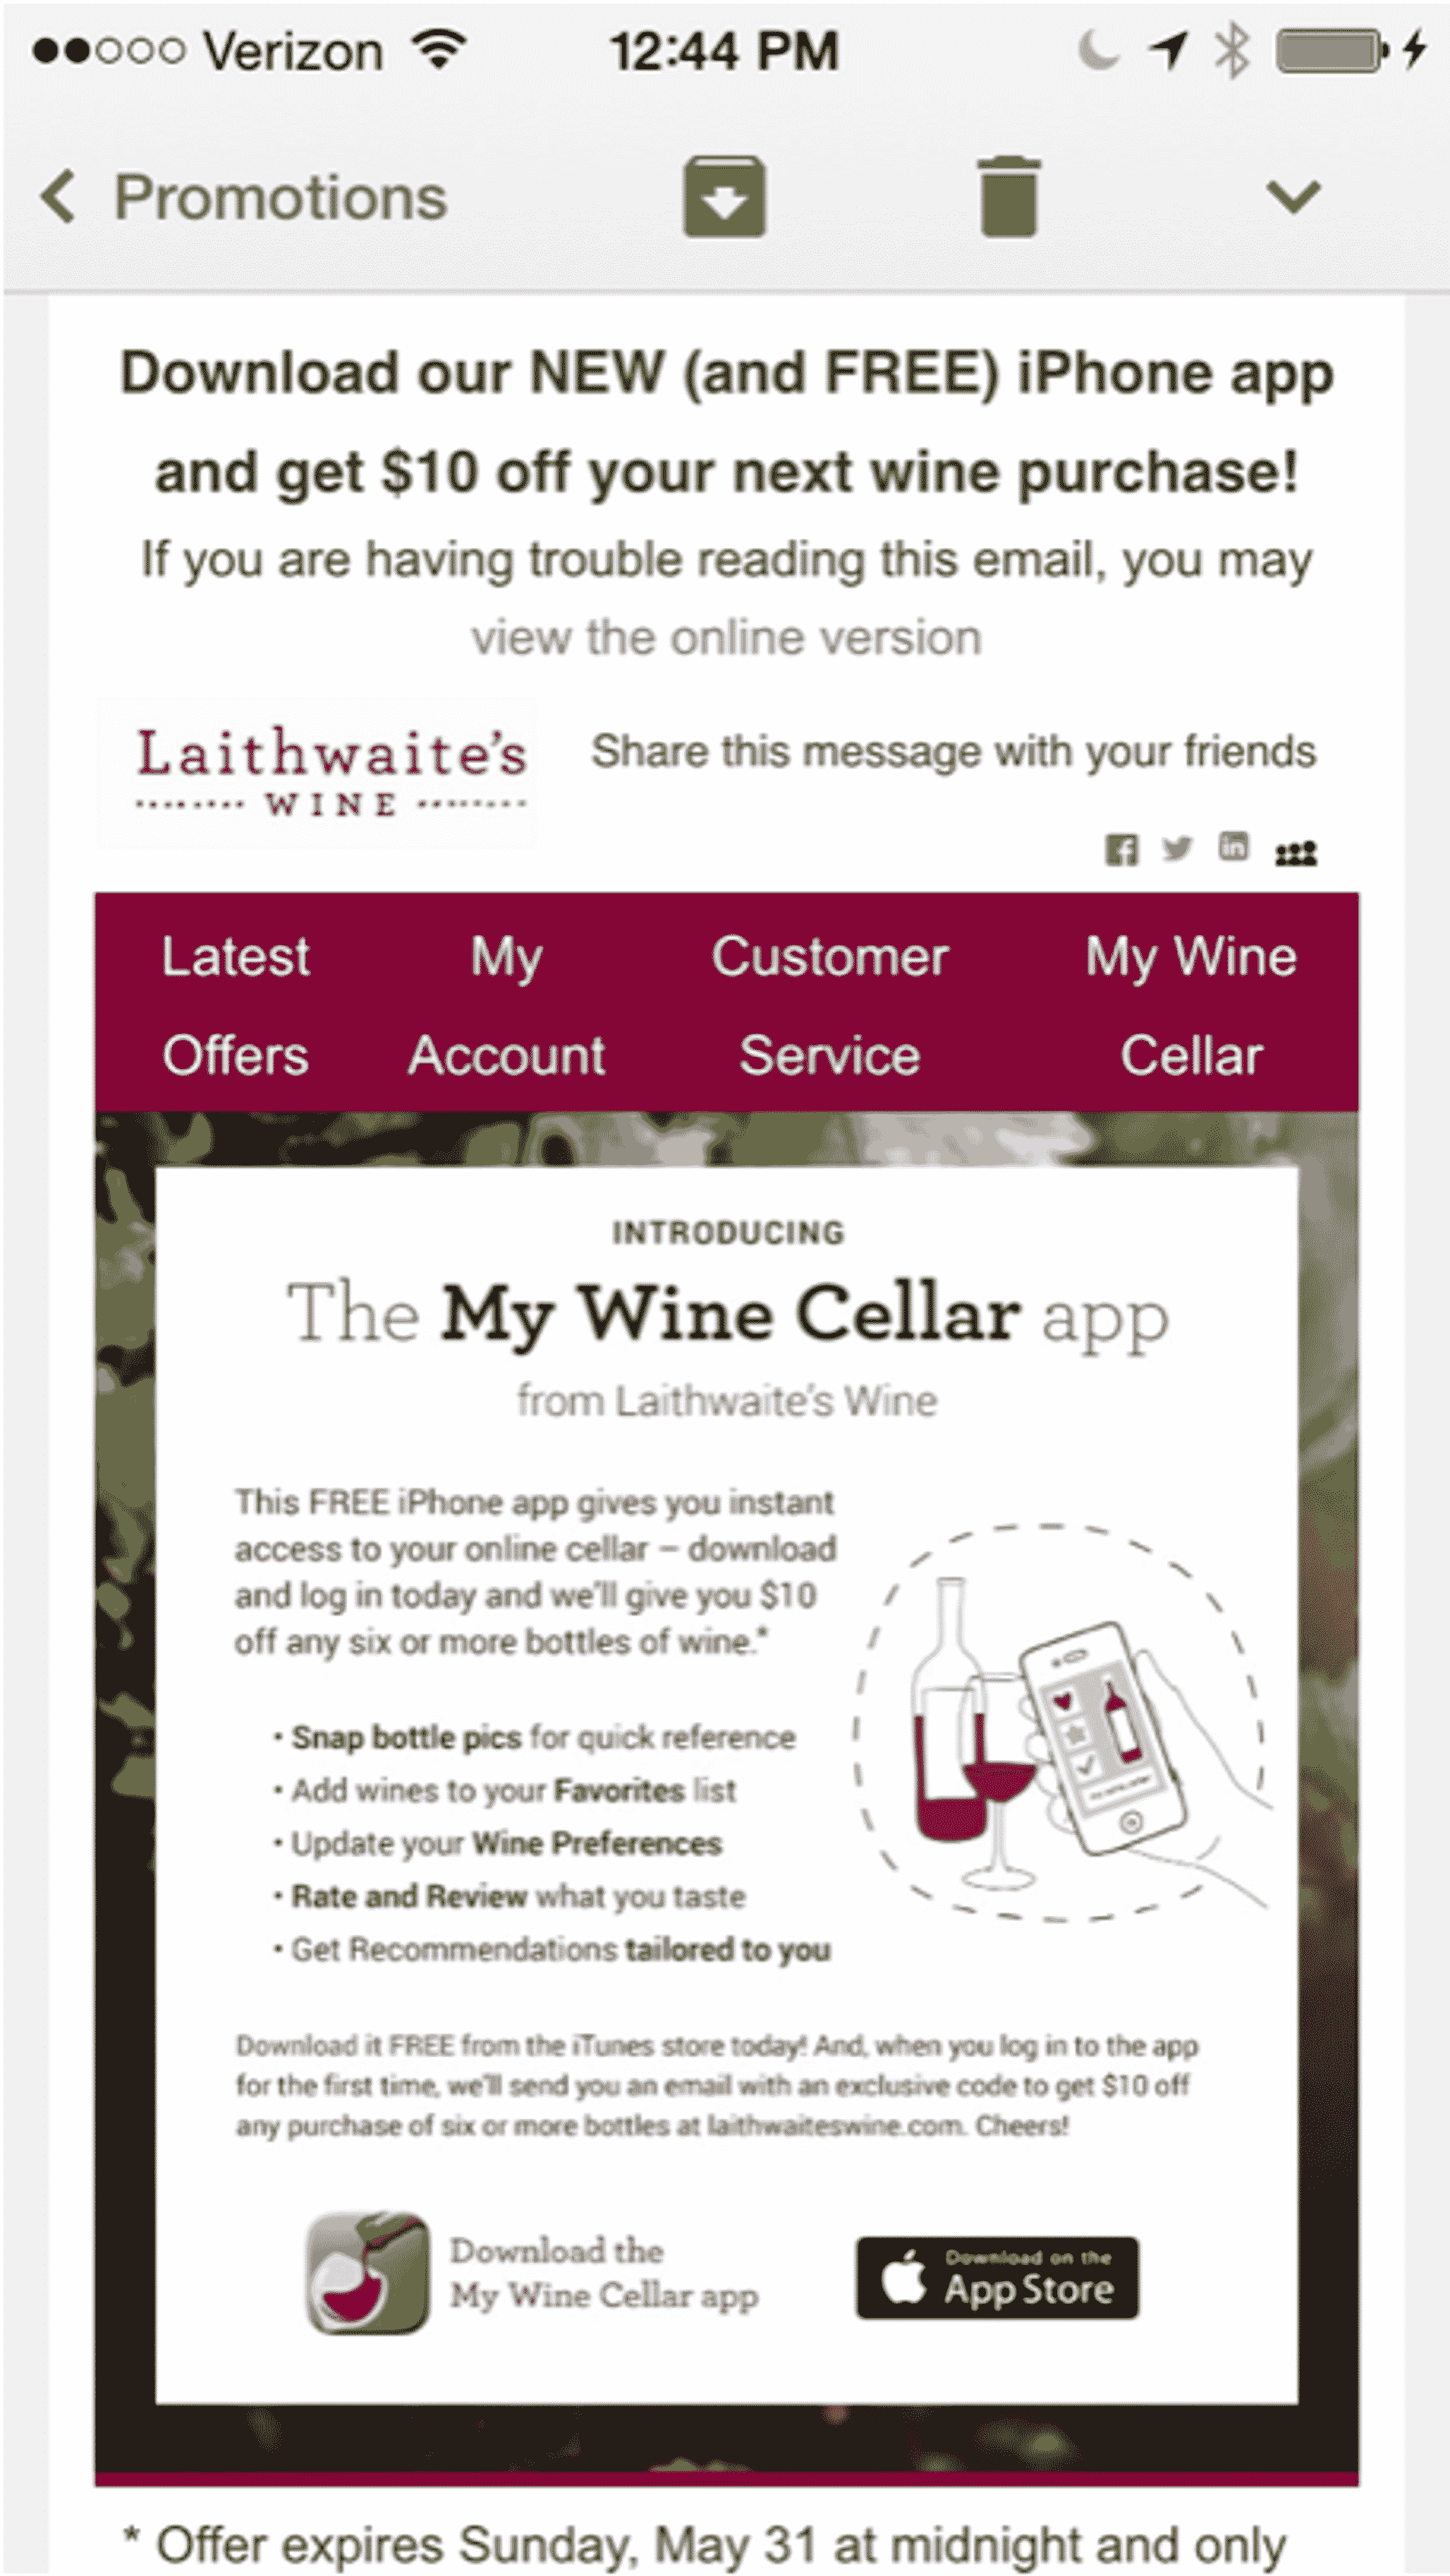 Verizon 12:44 PM
Promotions
Download our NEW (and FREE) iPhone app
and get $10 off your next wine purchase!
If you are having trouble reading this email, you may
view the online version
Laithwaite's
WINE
Share this message with your friends
Latest My Customer My Wine
Offers Account Service Cellar
INTRODUCING
The My Wine Cellar app
from Laithwaite's Wine
This FREE iPhone app gives you instant
access to your online cellar – download
and log in today and we'll give you $10
off any six or more bottles of wine.*
• Snap bottle pics for quick reference
• Add wines to your Favorites list
• Update your Wine Preferences
• Rate and Review what you taste
• Get Recommendations tailored to you
Download it FREE from the iTunes store today! And, when you log in to the app
for the first time, we'll send you an email with an exclusive code to get $10 off
any purchase of six or more bottles at laithwaiteswine.com. Cheers!
Download the
My Wine Cellar app
Download on the
App Store
* Offer expires Sunday, May 31 at midnight and only